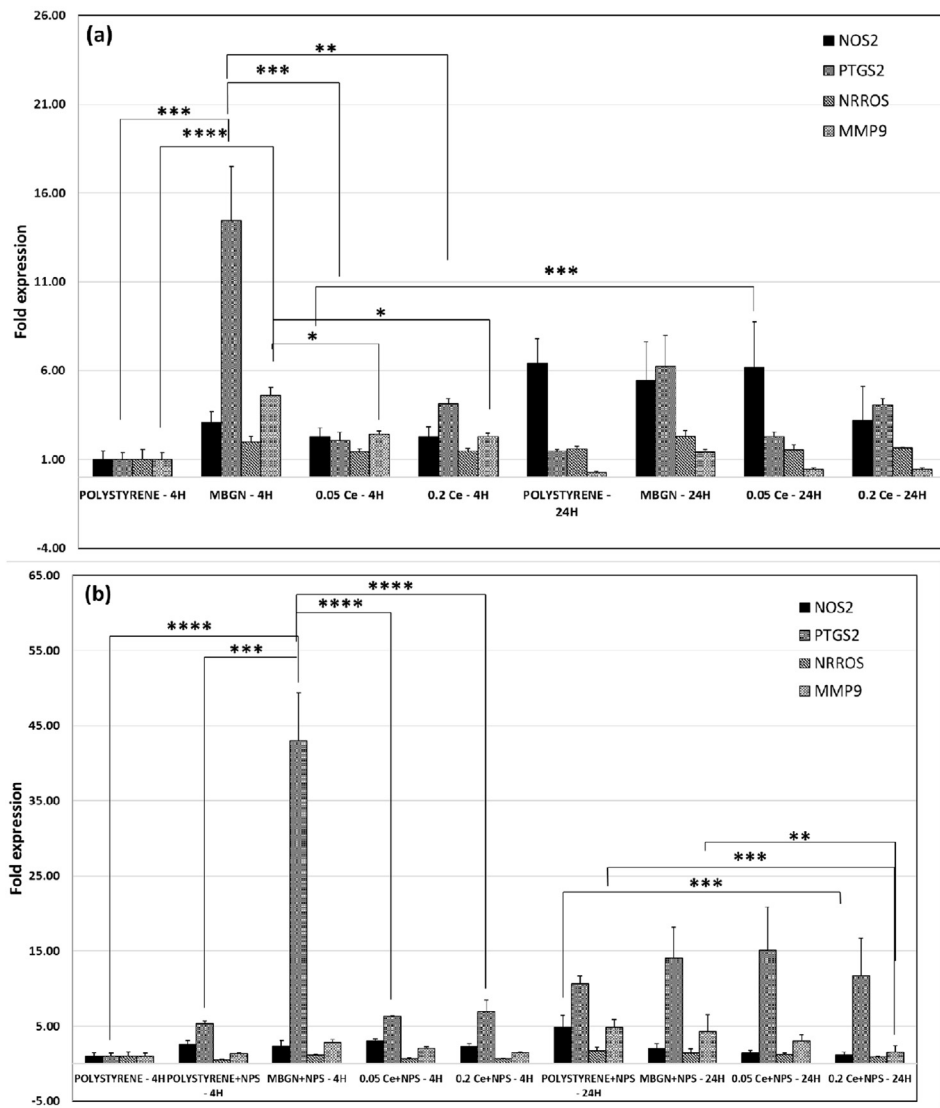 (a)
26.00
21.00
16.00
11.00
6.00
1.00
-4.00
Fold expression
NOS2
PTGS2
NRROS
MMP9
**
***
***
****
***
*
*
POLYSTYRENE - 4H
MBGN - 4H
0.05 Ce - 4H
0.2 Ce - 4H
POLYSTYRENE -
24H
MBGN - 24H
0.05 Ce - 24H
0.2 Ce - 24H
(b)
65.00
55.00
45.00
35.00
25.00
15.00
5.00
-5.00
Fold expression
NOS2
PTGS2
NRROS
MMP9
****
****
****
***
**
***
***
POLYSTYRENE - 4H
POLYSTYRENE+NPS
- 4H
MBGN+NPS - 4H
0.05 Ce+NPS - 4H
0.2 Ce+NPS - 4H
POLYSTYRENE+NPS
- 24H
MBGN+NPS - 24H
0.05 Ce+NPS - 24H
0.2 Ce+NPS - 24H